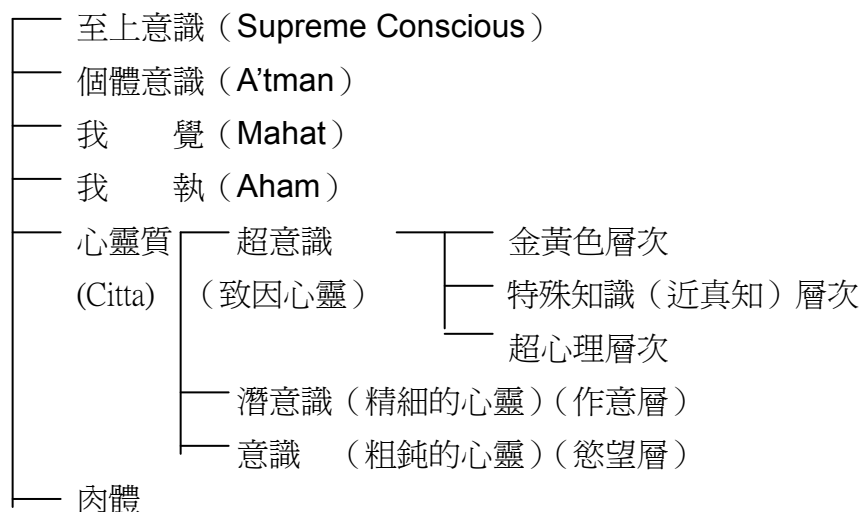 至上意識（Supreme Conscious）
個體意識（A'tman）
我　　覺（Mahat）
我　　執（Aham）
心靈質　　超意識　　金黃色層次
(Citta)　（致因心靈）　　特殊知識（近真知）層次
超心理層次
潛意識（精細的心靈）（作意層）
意識　（粗鈍的心靈）（慾望層）
肉體